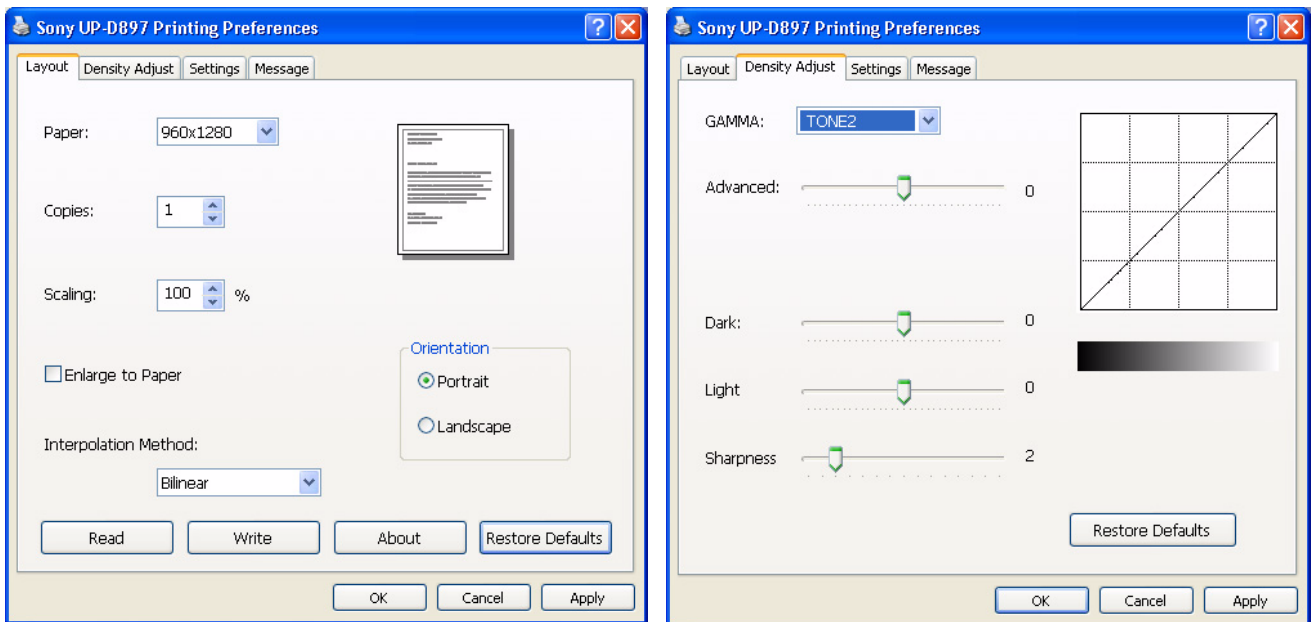 Sony UP-D897 Printing Preferences
Layout Density Adjust Settings Message
Paper: 960x1280
Copies: 1
Scaling: 100 %
Enlarge to Paper
Orientation
Portrait
Landscape
Interpolation Method:
Bilinear
Read Write About Restore Defaults
OK Cancel Apply
Sony UP-D897 Printing Preferences
Layout Density Adjust Settings Message
GAMMA: TONE2
Advanced: 0
Dark: 0
Light 0
Sharpness 2
Restore Defaults
OK Cancel Apply